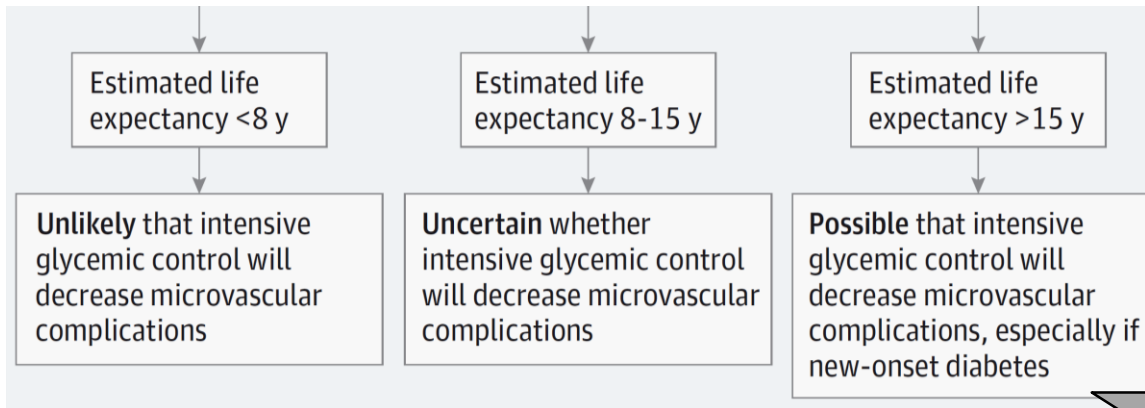 Estimated life
expectancy <8 y
Estimated life
expectancy 8-15 y
Estimated life
expectancy >15 y
Unlikely that intensive
glycemic control will
decrease microvascular
complications
Uncertain whether
intensive glycemic control
will decrease microvascular
complications
Possible that intensive
glycemic control will
decrease microvascular
complications, especially if
new-onset diabetes